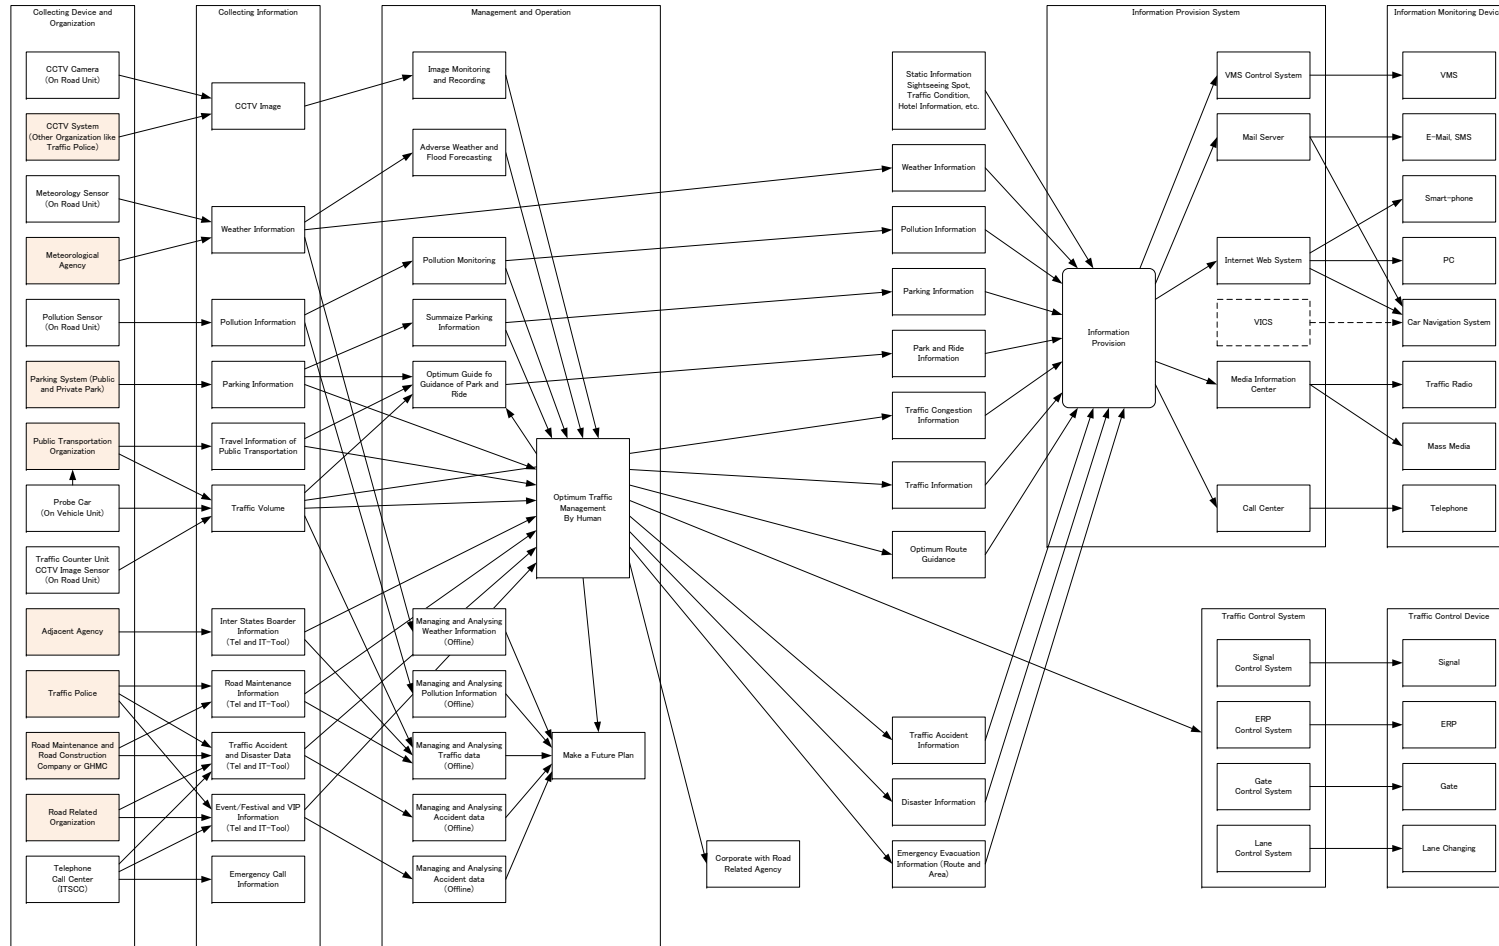 Collecting Device and
Organization
CCTV Camera
(On Road Unit)
CCTV System
(Other Organization like
Traffic Police)
Meteorology Sensor
(On Road Unit)
Meteorological
Agency
Pollution Sensor
(On Road Unit)
Parking System (Public
and Private Park)
Public Transportation
Organization
Probe Car
(On Vehicle Unit)
Traffic Counter Unit
CCTV Image Sensor
(On Road Unit)
Adjacent Agency
Traffic Police
Road Maintenance and
Road Construction
Company or GHMC
Road Related
Organization
Telephone
Call Center
(ITSCC)
Collecting Information
CCTV Image
Weather Information
Pollution Information
Parking Information
Travel Information of
Public Transportation
Traffic Volume
Inter States Boarder
Information
(Tel and IT-Tool)
Road Maintenance
Information
(Tel and IT-Tool)
Traffic Accident
and Disaster Data
(Tel and IT-Tool)
Event/Festival and VIP
Information
(Tel and IT-Tool)
Emergency Call
Information
Management and Operation
Image Monitoring
and Recording
Adverse Weather and
Flood Forecasting
Pollution Monitoring
Summaize Parking
Information
Optimum Guide fo
Guidance of Park and
Ride
Optimum Traffic
Management
By Human
Managing and Analysing
Weather Information
(Offline)
Managing and Analysing
Pollution Information
(Offline)
Managing and Analysing
Traffic data
(Offline)
Managing and Analysing
Accident data
(Offline)
Managing and Analysing
Accident data
(Offline)
Make a Future Plan
Corporate with Road
Related Agency
Static Information
Sightseeing Spot,
Traffic Condition,
Hotel Information, etc.
Weather Information
Pollution Information
Parking Information
Park and Ride
Information
Traffic Congestion
Information
Traffic Information
Optimum Route
Guidance
Traffic Accident
Information
Disaster Information
Emergency Evacuation
Information (Route and
Area)
Information Provision System
Information
Provision
VMS Control System
Mail Server
Internet Web System
VICS
Media Information
Center
Call Center
Information Monitoring Device
VMS
E-Mail, SMS
Smart-phone
PC
Car Navigation System
Traffic Radio
Mass Media
Telephone
Traffic Control System
Signal
Control System
ERP
Control System
Gate
Control System
Lane
Control System
Traffic Control Device
Signal
ERP
Gate
Lane Changing